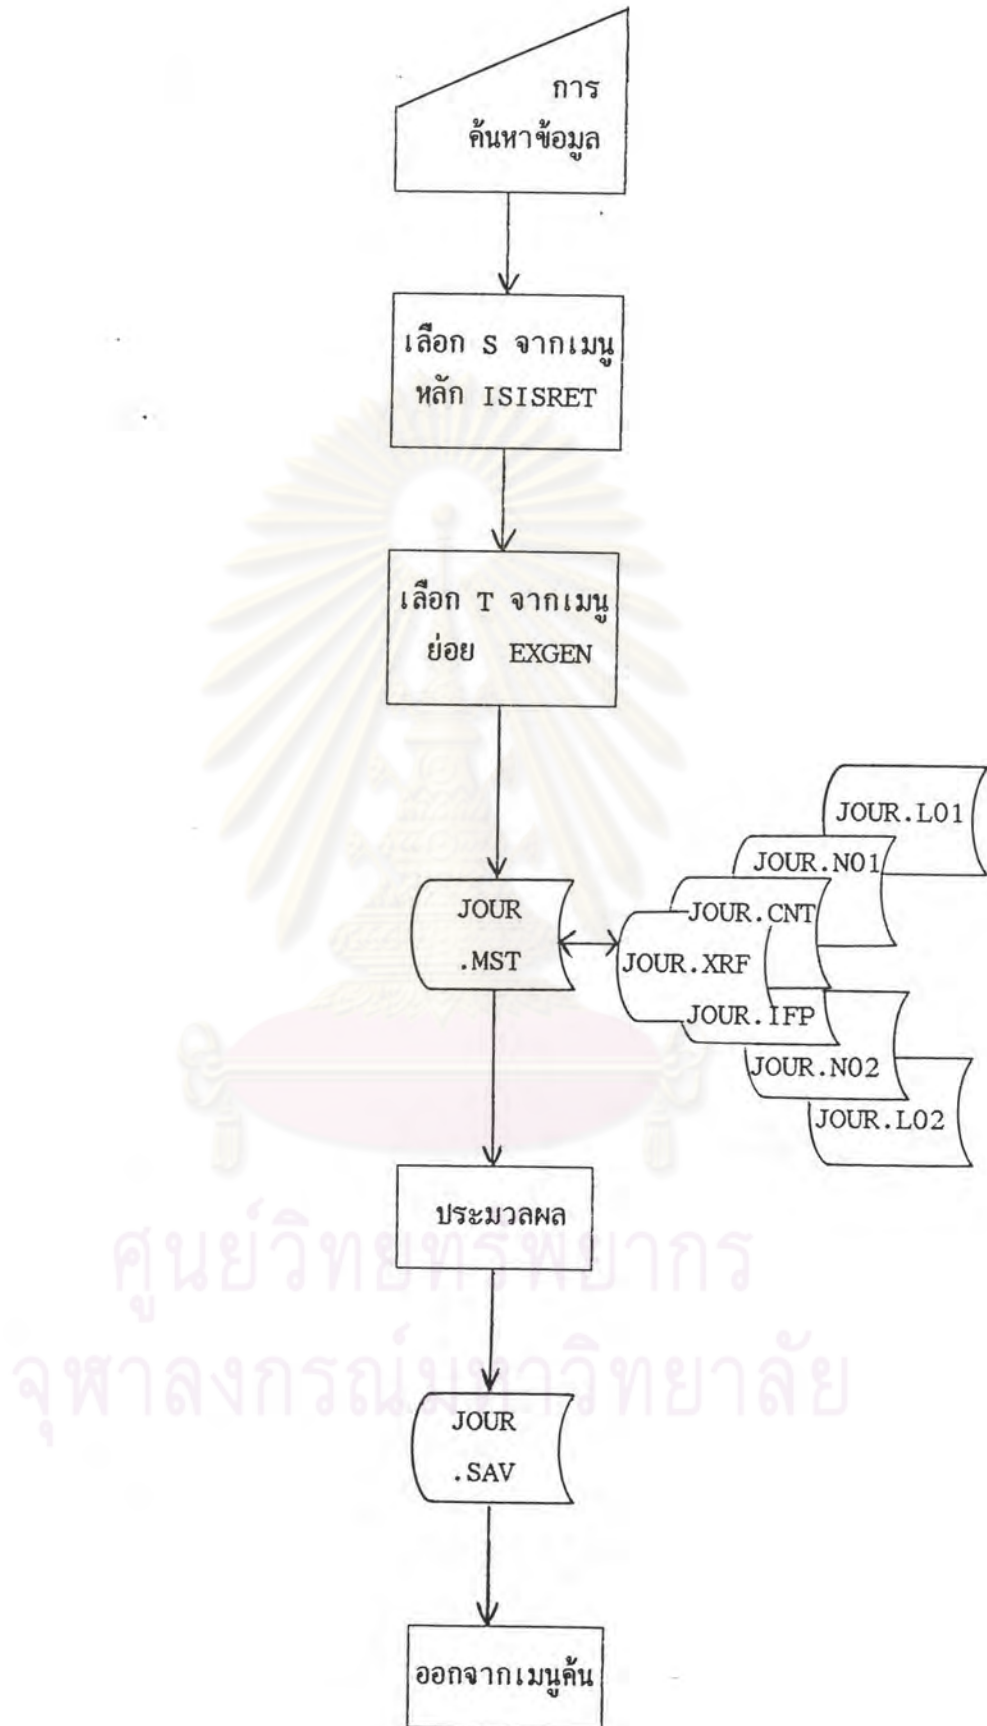 การ
ค้นหาข้อมูล
เลือก S จากเมนู
หลัก ISISRET
เลือก T จากเมนู
ย่อย EXGEN
JOUR.L01
JOUR.N01
JOUR
.MST
JOUR.CNT
JOUR.XRF
JOUR.IFP
JOUR.N02
JOUR.L02
ประมวลผล
ศูนย์วิทยทรัพยากร
จุฬาลงกรณ์มหาวิทยาลัย
JOUR
.SAV
ออกจากเมนูค้น